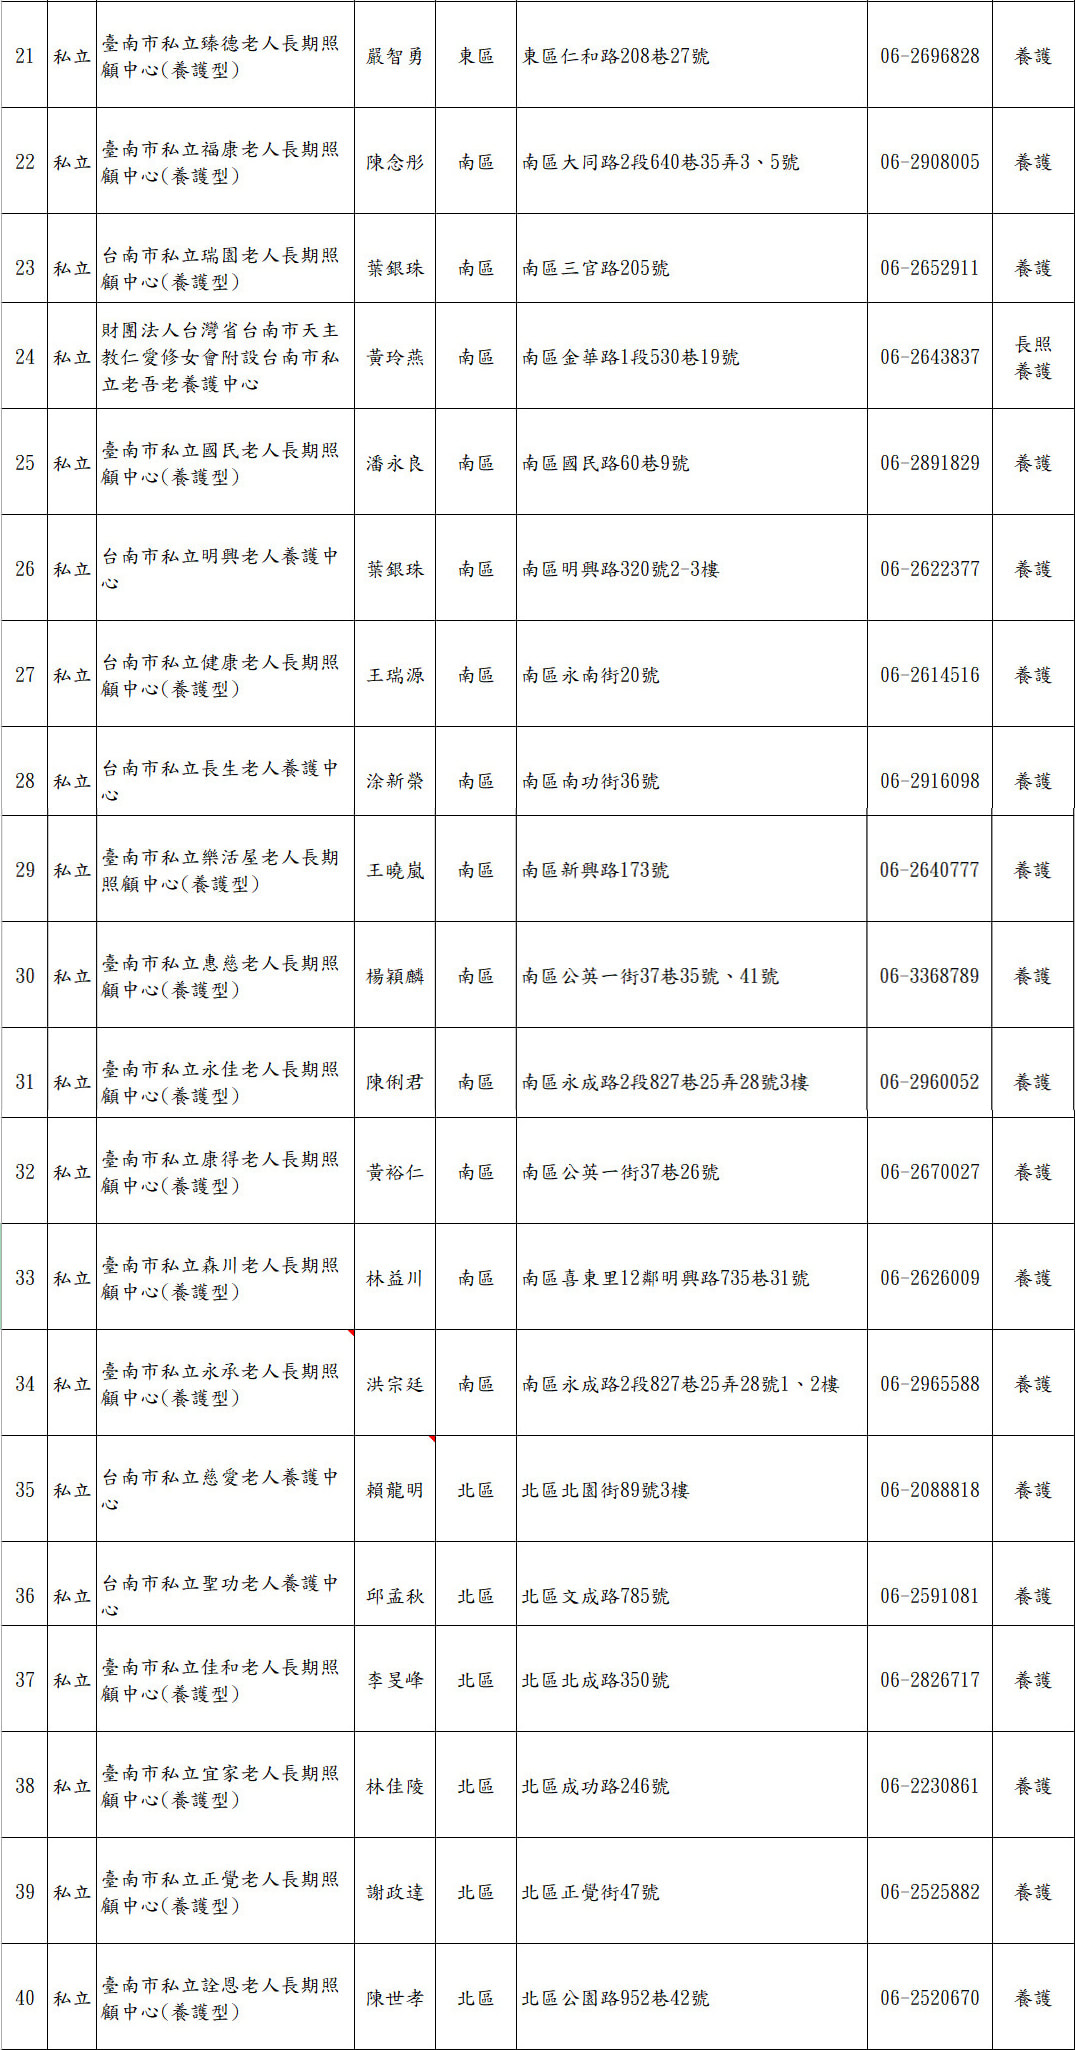 21 私立 臺南市私立臻德老人長期照顧中心(養護型) 嚴智勇 東區 東區仁和路208巷27號 06-2696828 養護
22 私立 臺南市私立福康老人長期照顧中心(養護型) 陳念彤 南區 南區大同路2段640巷35弄3、5號 06-2908005 養護
23 私立 台南市私立瑞園老人長期照顧中心(養護型) 葉銀珠 南區 南區三官路205號 06-2652911 養護
24 私立 財團法人台灣省台南市天主教仁愛修女會附設台南市私立老吾老養護中心 黃玲燕 南區 南區金華路1段530巷19號 06-2643837 長照養護
25 私立 臺南市私立國民老人長期照顧中心(養護型) 潘永良 南區 南區國民路60巷9號 06-2891829 養護
26 私立 台南市私立明興老人養護中心 葉銀珠 南區 南區明興路320號2-3樓 06-2622377 養護
27 私立 台南市私立健康老人長期照顧中心(養護型) 王瑞源 南區 南區永南街20號 06-2614516 養護
28 私立 台南市私立長生老人養護中心 涂新榮 南區 南區南功街36號 06-2916098 養護
29 私立 臺南市私立樂活屋老人長期照顧中心(養護型) 王曉嵐 南區 南區新興路173號 06-2640777 養護
30 私立 臺南市私立惠慈老人長期照顧中心(養護型) 楊穎麟 南區 南區公英一街37巷35號、41號 06-3368789 養護
31 私立 臺南市私立永佳老人長期照顧中心(養護型) 陳俐君 南區 南區永成路2段827巷25弄28號3樓 06-2960052 養護
32 私立 臺南市私立康得老人長期照顧中心(養護型) 黃裕仁 南區 南區公英一街37巷26號 06-2670027 養護
33 私立 臺南市私立森川老人長期照顧中心(養護型) 林益川 南區 南區喜東里12鄰明興路735巷31號 06-2626009 養護
34 私立 臺南市私立永承老人長期照顧中心(養護型) 洪宗廷 南區 南區永成路2段827巷25弄28號1、2樓 06-2965588 養護
35 私立 台南市私立慈愛老人養護中心 賴龍明 北區 北區北園街89號3樓 06-2088818 養護
36 私立 台南市私立聖功老人養護中心 邱孟秋 北區 北區文成路785號 06-2591081 養護
37 私立 臺南市私立佳和老人長期照顧中心(養護型) 李旻峰 北區 北區北成路350號 06-2826717 養護
38 私立 臺南市私立宜家老人長期照顧中心(養護型) 林佳陵 北區 北區成功路246號 06-2230861 養護
39 私立 臺南市私立正覺老人長期照顧中心(養護型) 謝政達 北區 北區正覺街47號 06-2525882 養護
40 私立 臺南市私立詮恩老人長期照顧中心(養護型) 陳世孝 北區 北區公園路952巷42號 06-2520670 養護